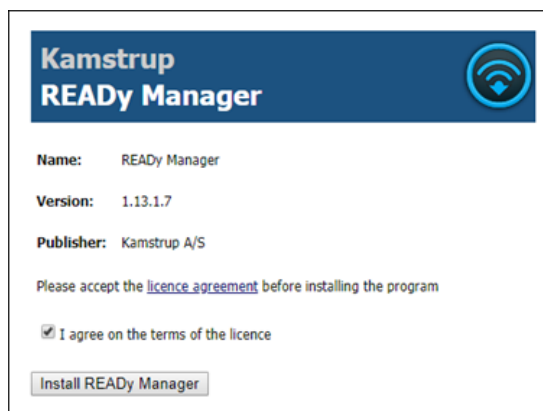 Kamstrup
READy Manager
Name: READy Manager
Version: 1.13.1.7
Publisher: Kamstrup A/S
Please accept the licence agreement before installing the program
I agree on the terms of the licence
Install READy Manager